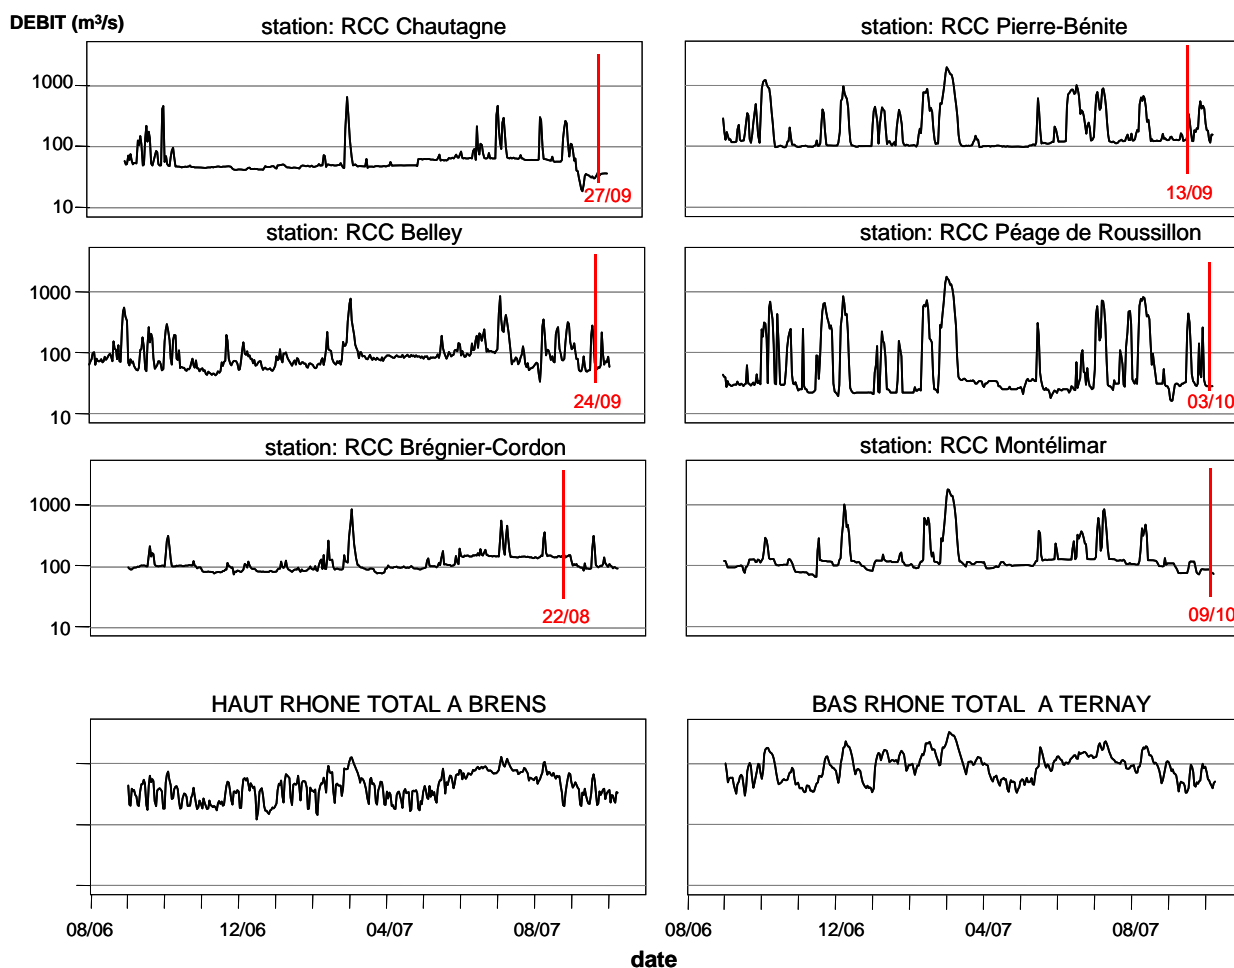 DEBIT (m³/s)
station: RCC Chautagne
station: RCC Pierre-Bénite
1000
100
10
27/09
13/09
station: RCC Belley
station: RCC Péage de Roussillon
1000
100
10
24/09
03/10
station: RCC Brégnier-Cordon
station: RCC Montélimar
1000
100
10
22/08
09/10
HAUT RHONE TOTAL A BRENS
BAS RHONE TOTAL A TERNAY
08/06 12/06 04/07 08/07
08/06 12/06 04/07 08/07
date